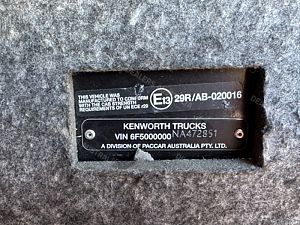 THIS VEHICLE WAS
MANUFACTURED TO CONFORM
WITH THE CAB STRENGTH
REQUIREMENTS OF UN ECE r29
E13 29R/AB-020016
KENWORTH TRUCKS
VIN 6F5000000NA472851
A DIVISION OF PACCAR AUSTRALIA PTY. LTD.